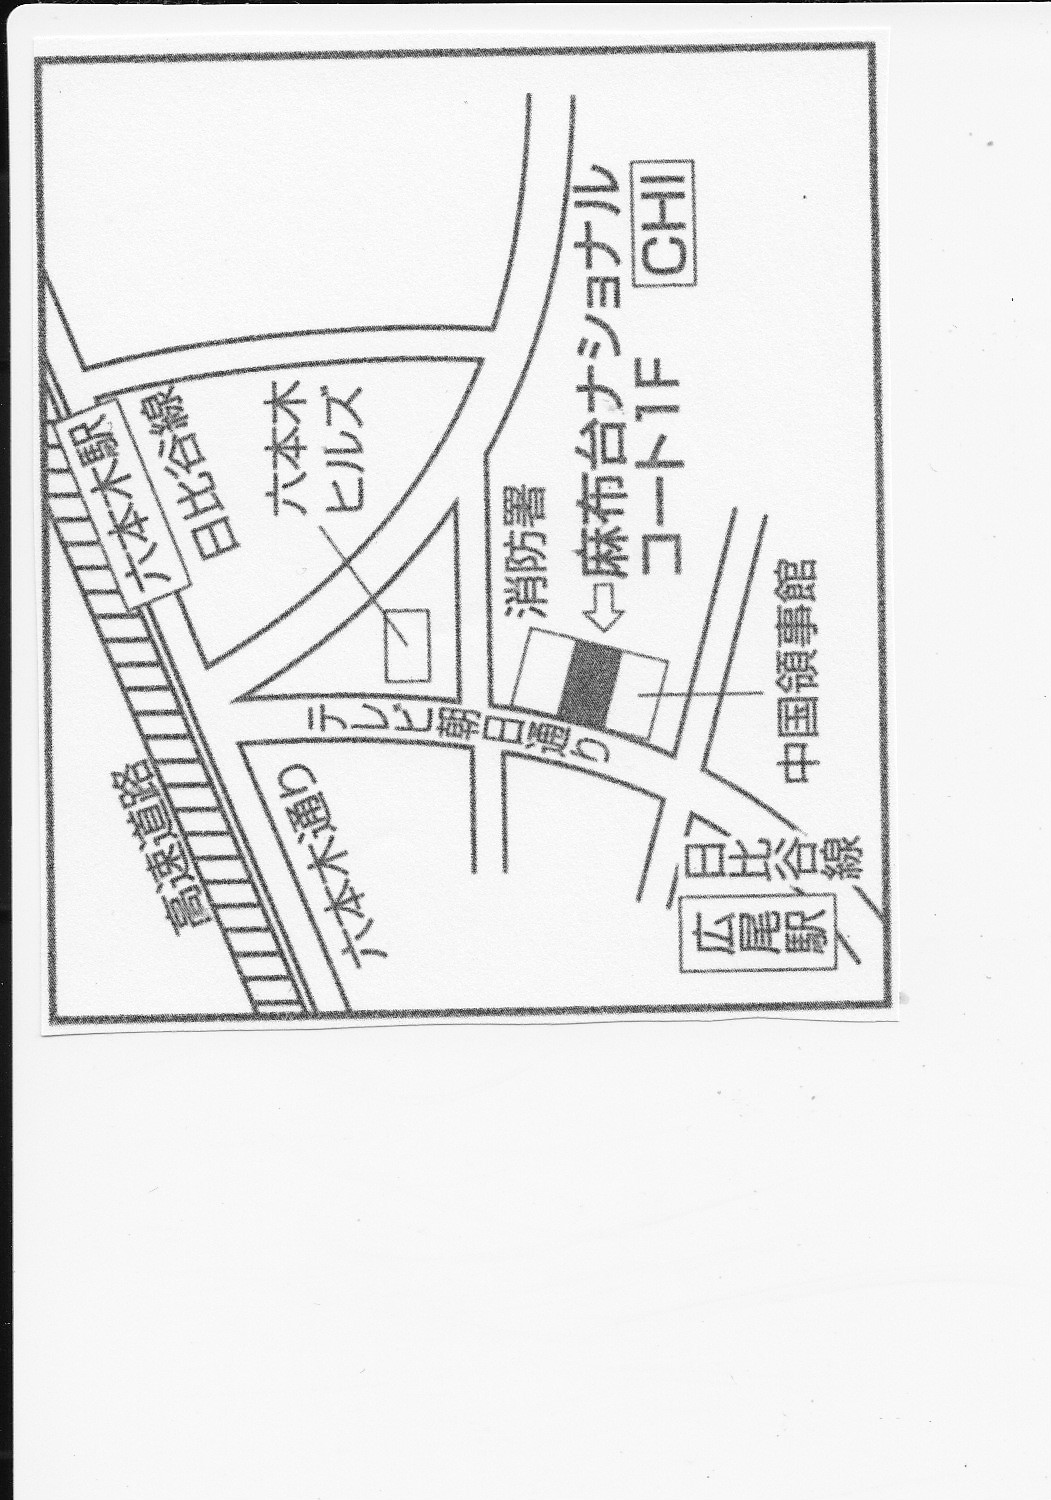 六本木駅
日比谷線
六本木
ヒルズ
高速道路
六本木通り
テレビ朝日通り
消防署
麻布台ナショナル
コート1F
CHI
中国領事館
日比谷線
広尾駅